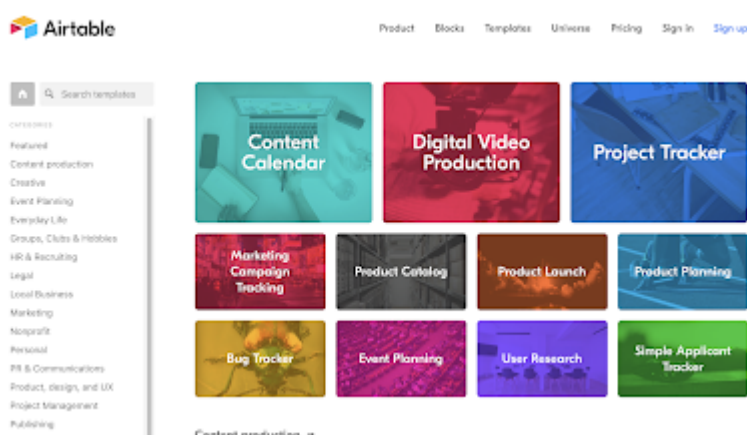 Airtable
Product Blocks Templates Universe Pricing Sign in Sign up
Search templates
CATEGORIES
Featured
Content production
Creative
Event Planning
Everyday Life
Groups, Clubs & Hobbies
HR & Recruiting
Legal
Local Business
Marketing
Nonprofit
Personal
PR & Communications
Product, design, and UX
Project Management
Publishing
Content
Calendar
Digital Video
Production
Project Tracker
Marketing
Campaign
Tracking
Product Catalog
Product Launch
Product Planning
Bug Tracker
Event Planning
User Research
Simple Applicant
Tracker
Content production